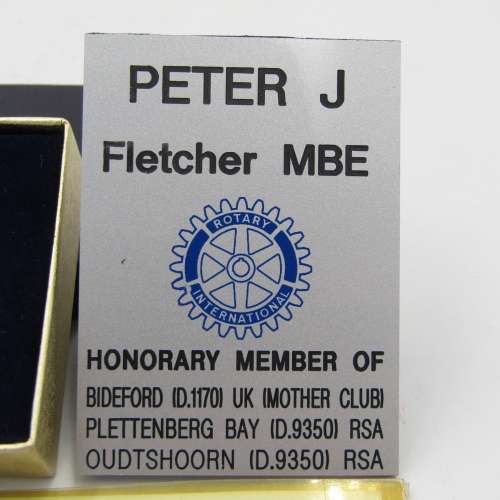 PETER J
Fletcher MBE
ROTARY
INTERNATIONAL
HONORARY MEMBER OF
BIDEFORD (D.1170) UK (MOTHER CLUB)
PLETTENBERG BAY (D.9350) RSA
OUDTSHOORN (D.9350) RSA